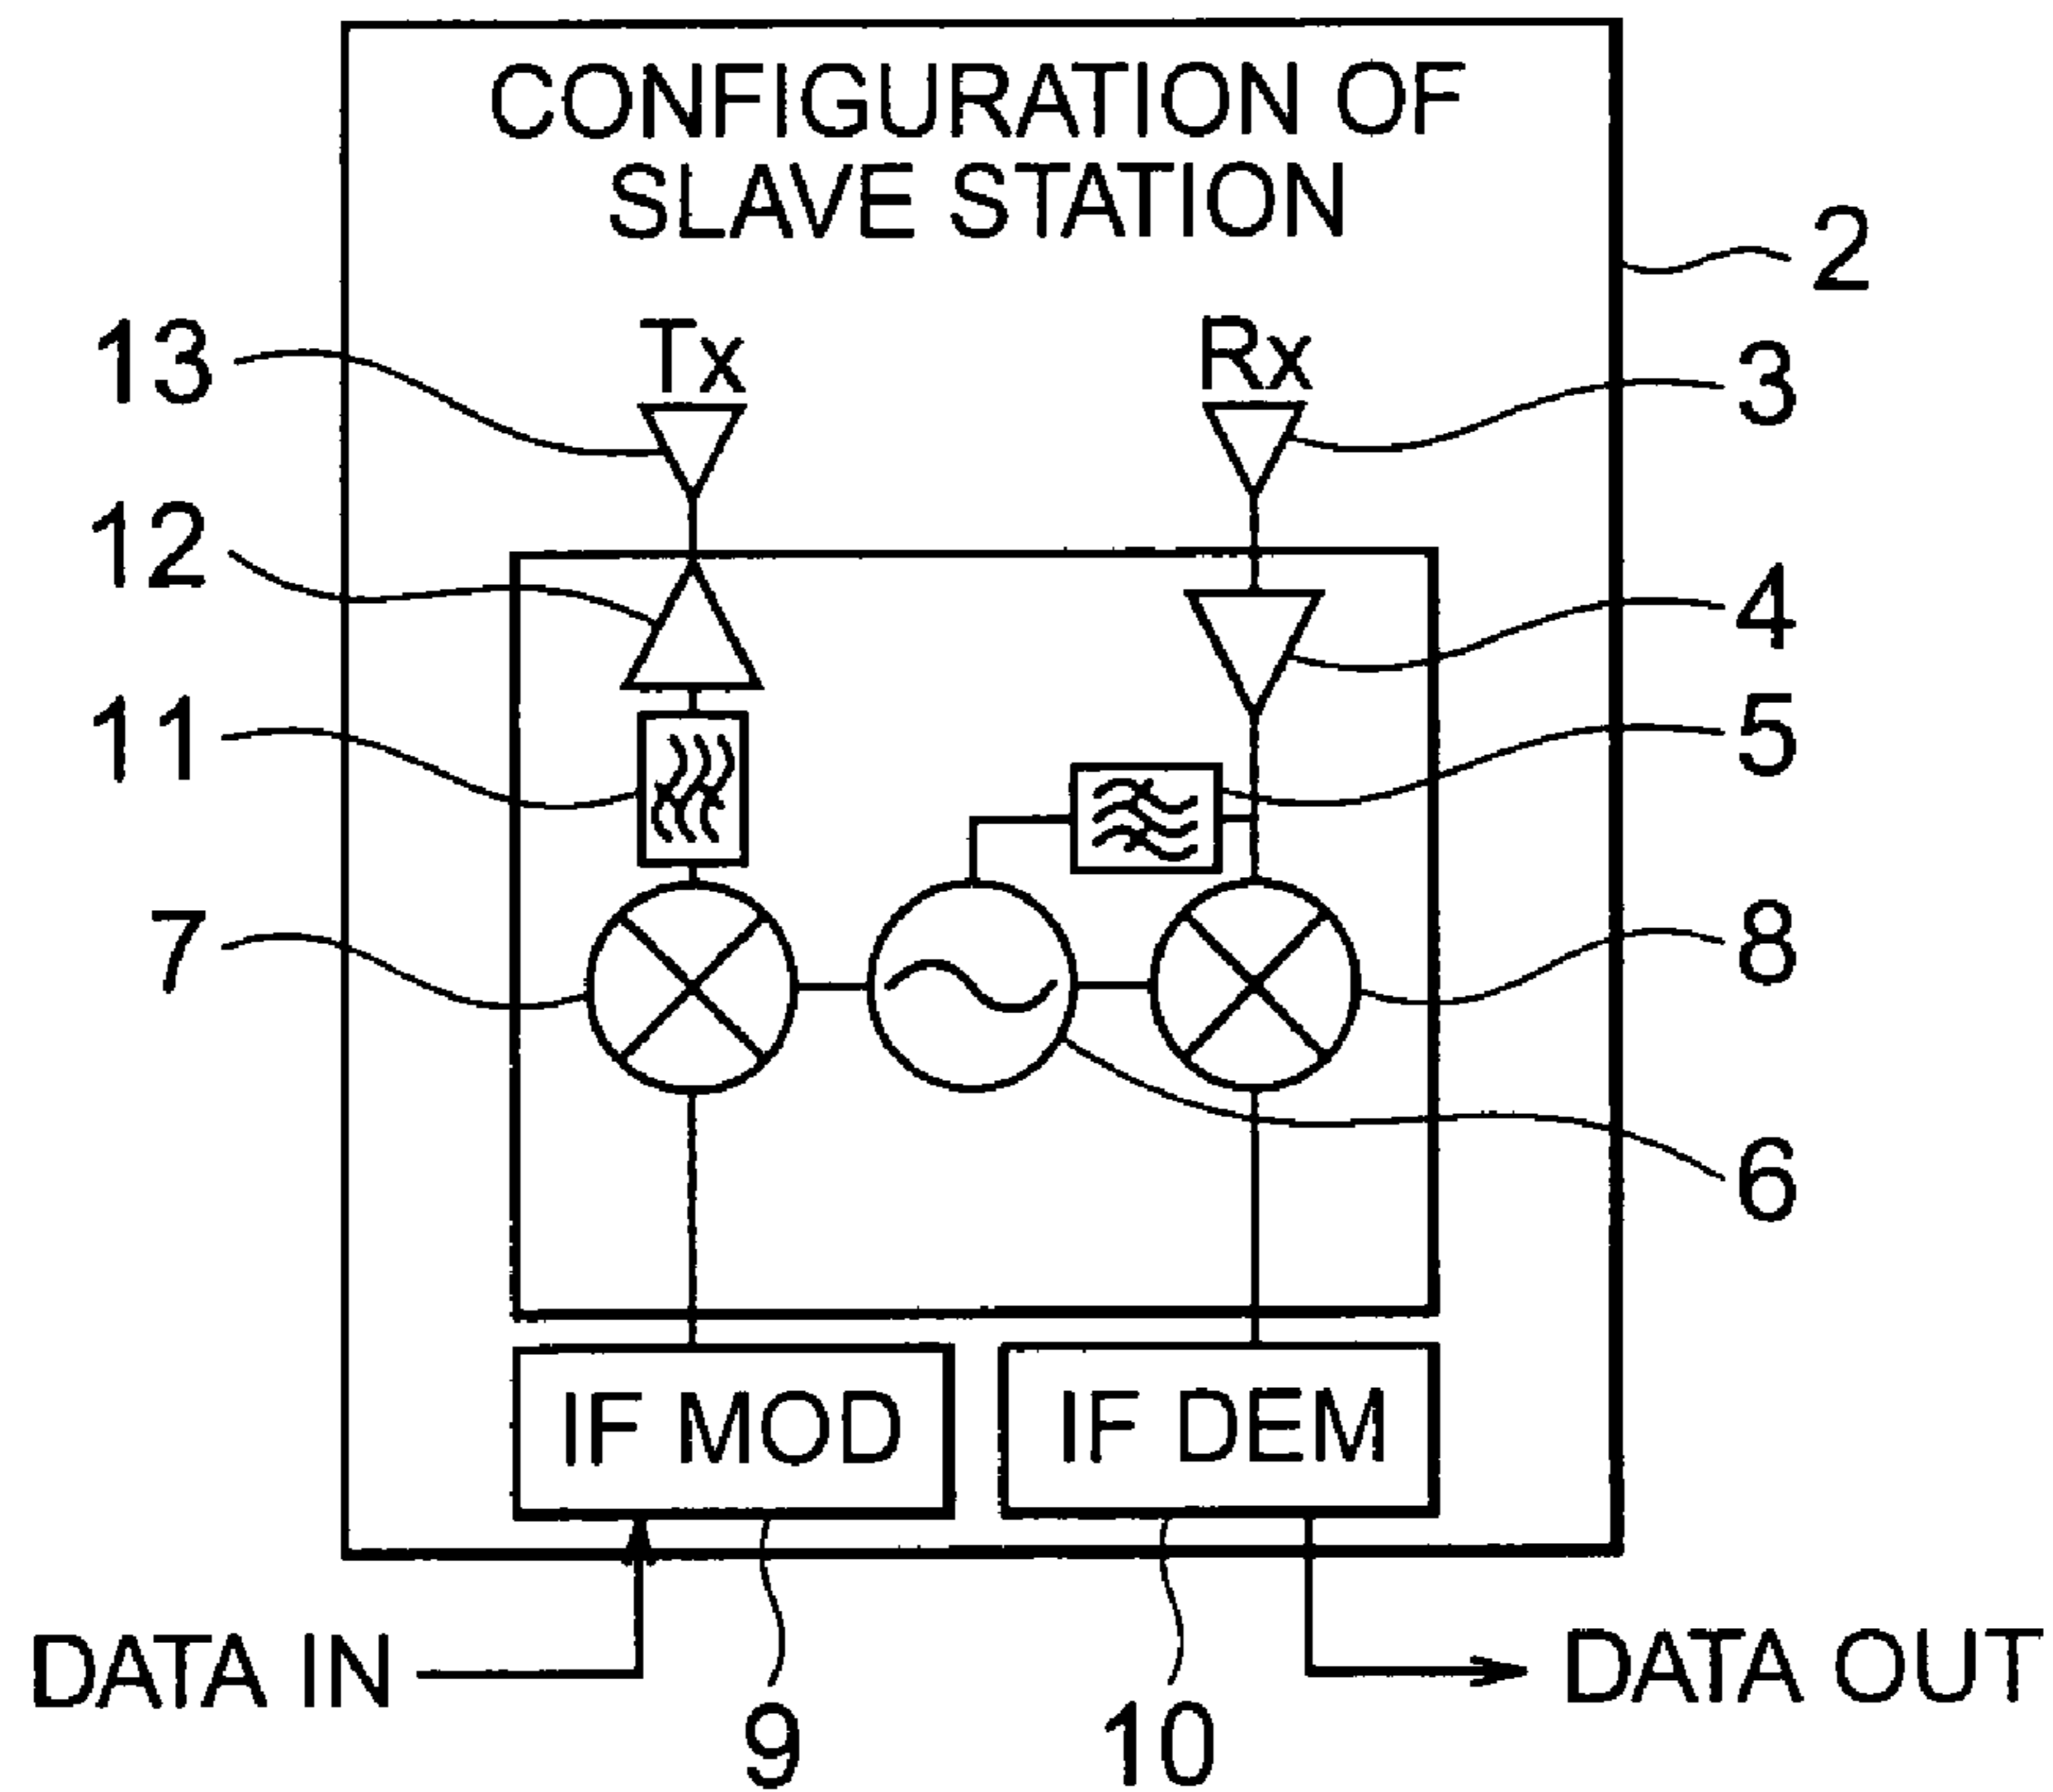 CONFIGURATION OF
SLAVE STATION
2
13
Tx
Rx
3
12
4
11
5
7
8
6
IF MOD
IF DEM
DATA IN
DATA OUT
9
10